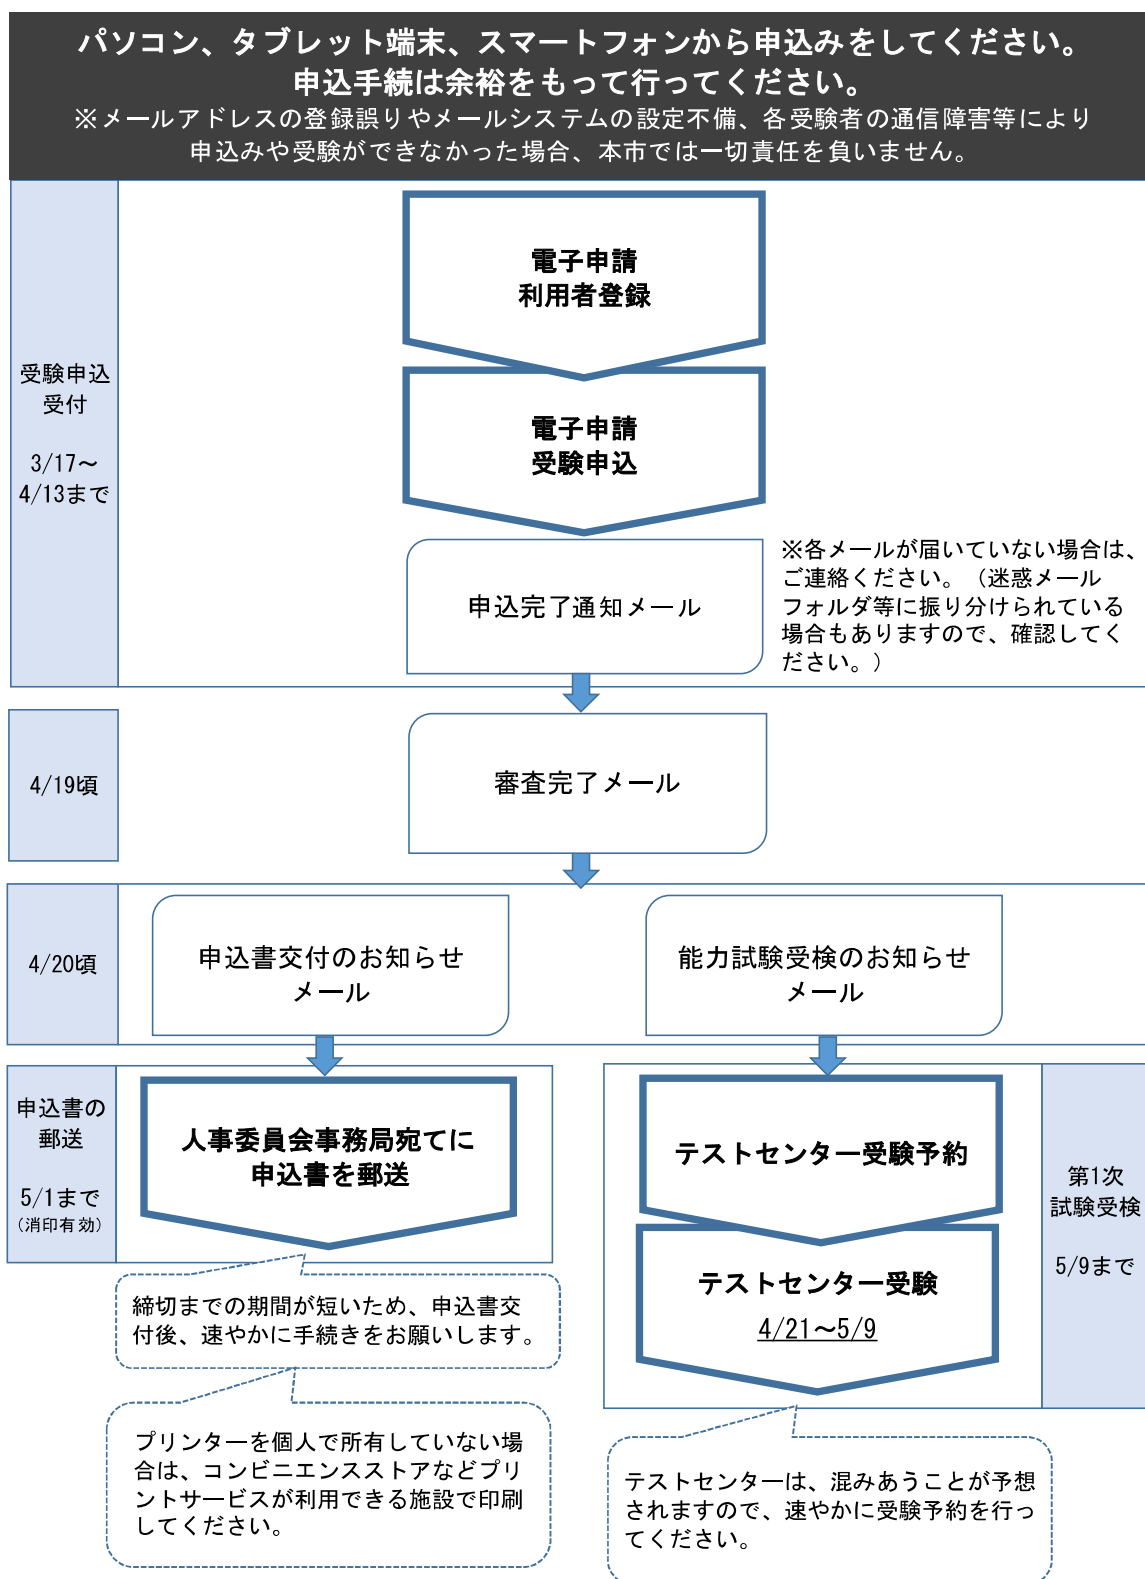 パソコン、タブレット端末、スマートフォンから申込みをしてください。
申込手続は余裕をもって行ってください。
※メールアドレスの登録誤りやメールシステムの設定不備、各受験者の通信障害等により
申込みや受験ができなかった場合、本市では一切責任を負いません。
受験申込
受付
3/17～
4/13まで
電子申請
利用者登録
電子申請
受験申込
申込完了通知メール
※各メールが届いていない場合は、
ご連絡ください。（迷惑メール
フォルダ等に振り分けられている
場合もありますので、確認してく
ださい。）
4/19頃
審査完了メール
4/20頃
申込書交付のお知らせ
メール
能力試験受検のお知らせ
メール
申込書の
郵送
5/1まで
（消印有効）
人事委員会事務局宛てに
申込書を郵送
テストセンター受験予約
テストセンター受験
4/21～5/9
第1次
試験受検
5/9まで
締切までの期間が短いため、申込書交
付後、速やかに手続きをお願いします。
プリンターを個人で所有していない場
合は、コンビニエンスストアなどプリ
ントサービスが利用できる施設で印刷
してください。
テストセンターは、混みあうことが予想
されますので、速やかに受験予約を行っ
てください。